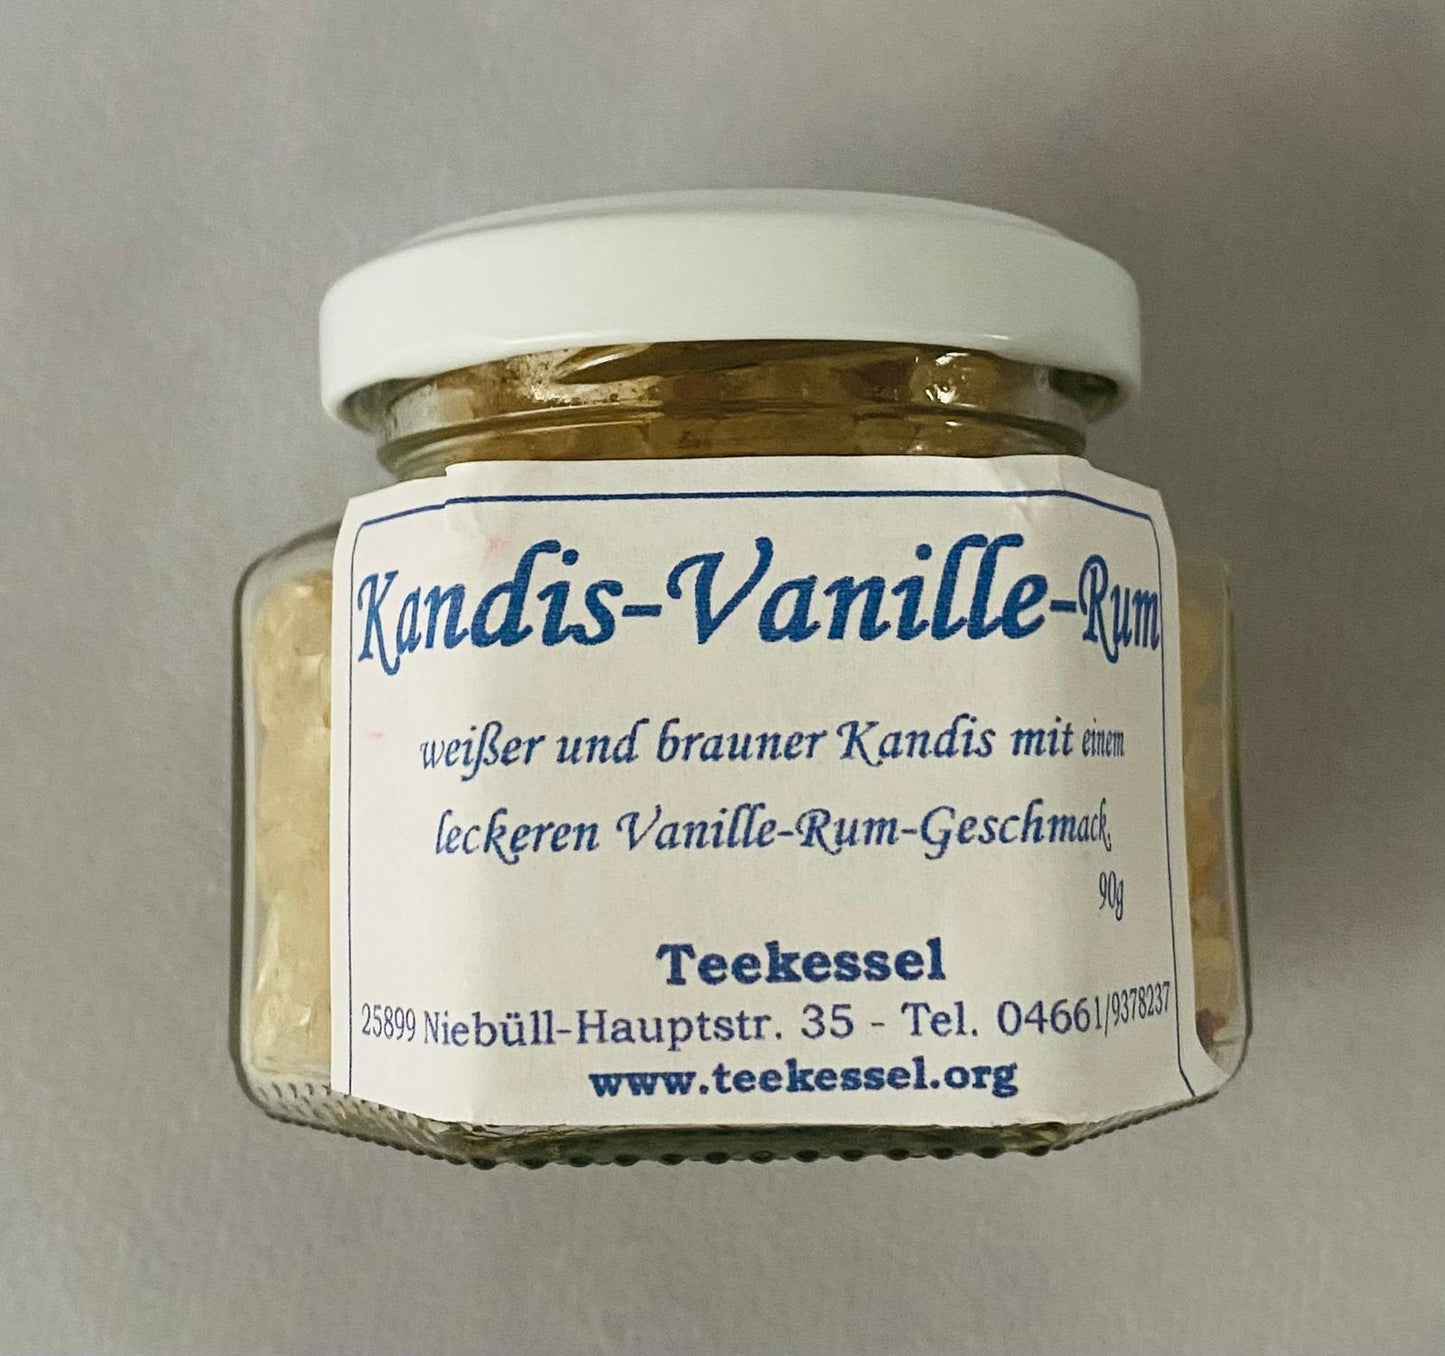 Kandis-Vanille-Rum
weißer und brauner Kandis mit einem
leckeren Vanille-Rum-Geschmack.
90g
Teekessel
25899 Niebüll-Hauptstr. 35 - Tel. 04661/9378237
www.teekessel.org